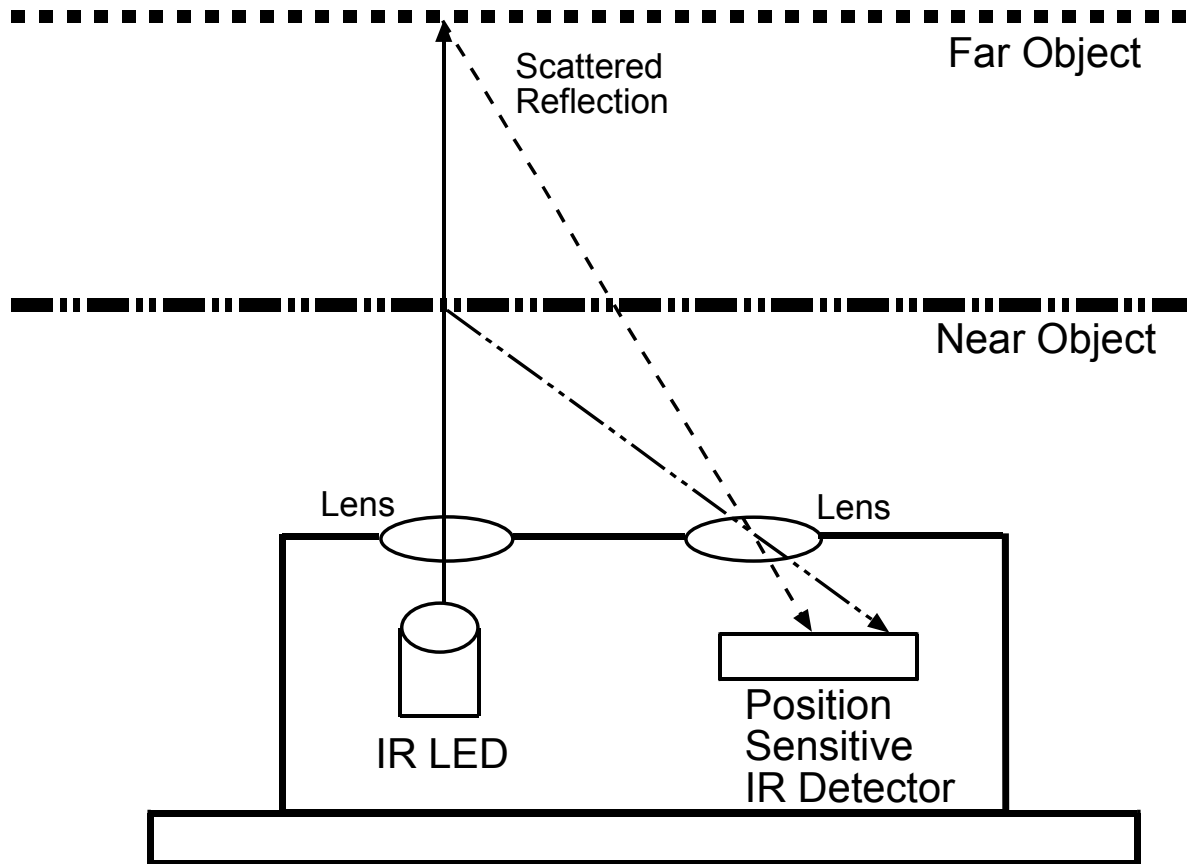 Far Object
Scattered
Reflection
Near Object
Lens
Lens
IR LED
Position
Sensitive
IR Detector